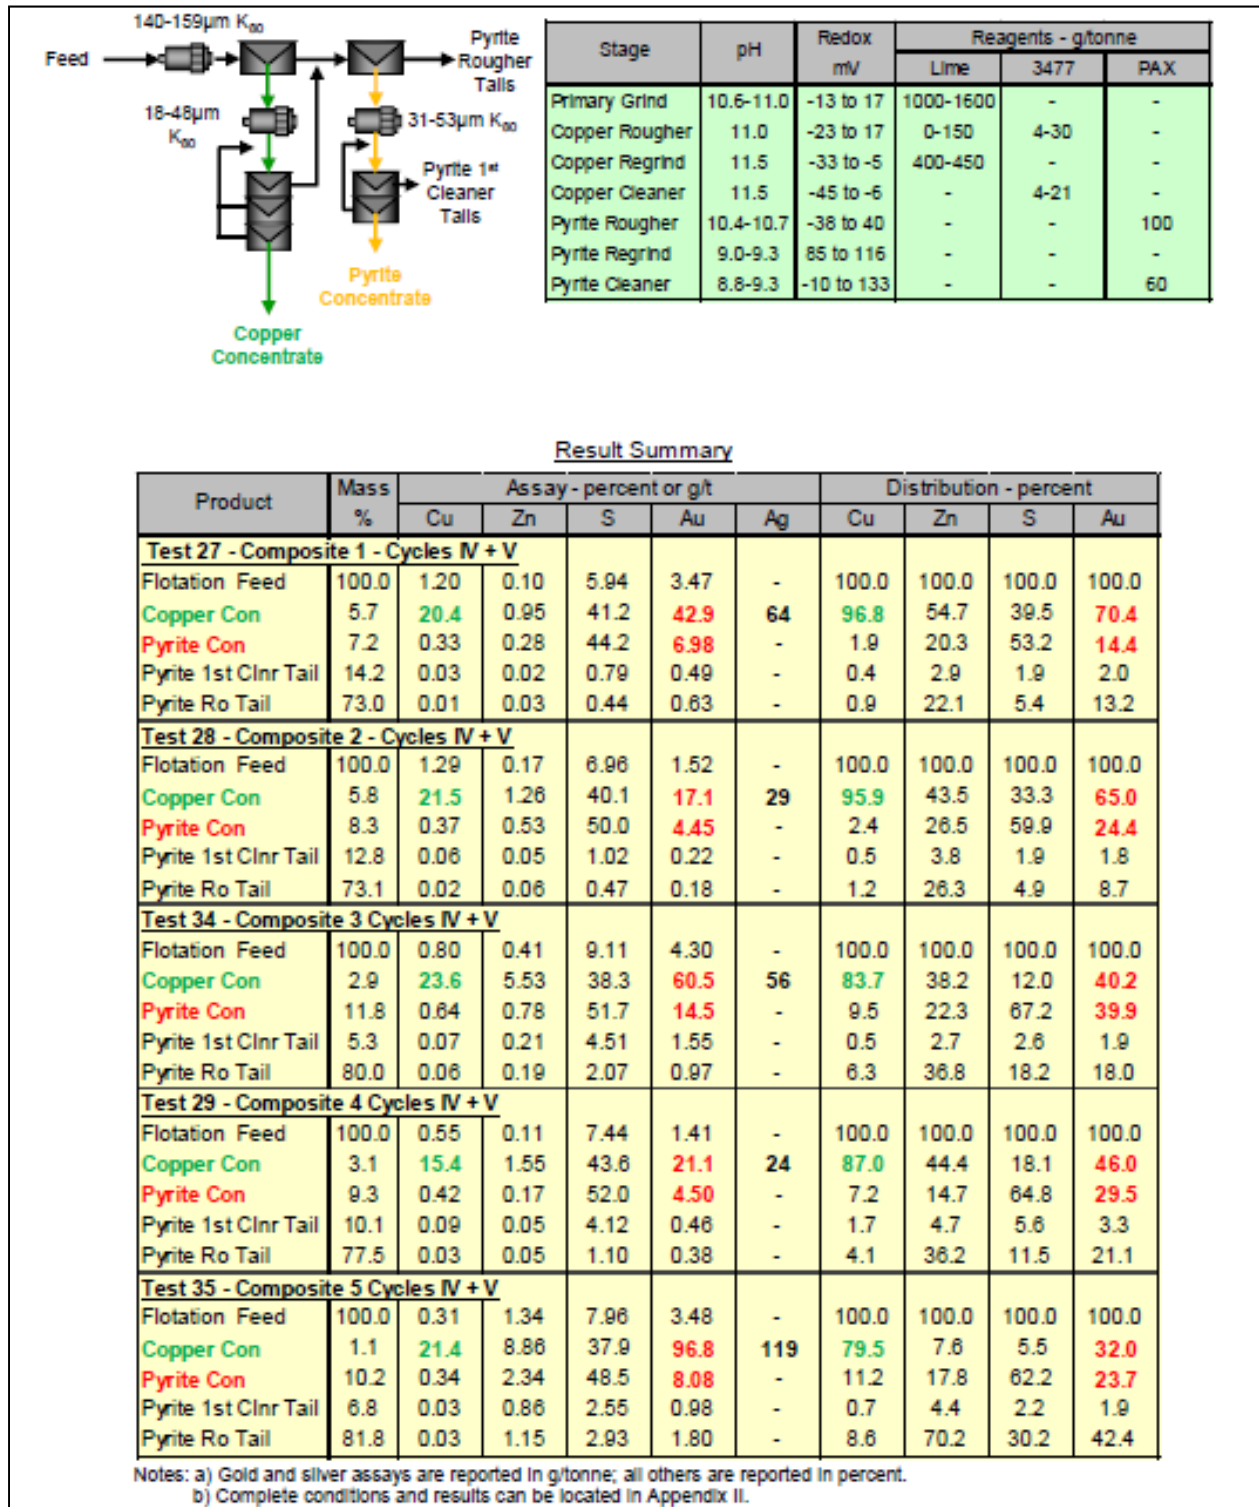 140-159µm K80
Feed
Pyrite
Rougher
Tails
18-48µm
K80
31-53µm K80
Pyrite 1st
Cleaner
Tails
Pyrite
Concentrate
Copper
Concentrate
Stage pH Redox Reagents - g/tonne
mV Lime 3477 PAX
Primary Grind 10.6-11.0 -13 to 17 1000-1600 - -
Copper Rougher 11.0 -23 to 17 0-150 4-30 -
Copper Regrind 11.5 -33 to -5 400-450 - -
Copper Cleaner 11.5 -45 to -6 - 4-21 -
Pyrite Rougher 10.4-10.7 -38 to 40 - - 100
Pyrite Regrind 9.0-9.3 85 to 116 - - -
Pyrite Cleaner 8.8-9.3 -10 to 133 - - 60
Result Summary
Product Mass Assay - percent or g/t Distribution - percent
% Cu Zn S Au Ag Cu Zn S Au
Test 27 - Composite 1 - Cycles IV + V
Flotation Feed 100.0 1.20 0.10 5.94 3.47 - 100.0 100.0 100.0 100.0
Copper Con 5.7 20.4 0.95 41.2 42.9 64 96.8 54.7 39.5 70.4
Pyrite Con 7.2 0.33 0.28 44.2 6.98 - 1.9 20.3 53.2 14.4
Pyrite 1st Clnr Tail 14.2 0.03 0.02 0.79 0.49 - 0.4 2.9 1.9 2.0
Pyrite Ro Tail 73.0 0.01 0.03 0.44 0.63 - 0.9 22.1 5.4 13.2
Test 28 - Composite 2 - Cycles IV + V
Flotation Feed 100.0 1.29 0.17 6.96 1.52 - 100.0 100.0 100.0 100.0
Copper Con 5.8 21.5 1.26 40.1 17.1 29 95.9 43.5 33.3 65.0
Pyrite Con 8.3 0.37 0.53 50.0 4.45 - 2.4 26.5 59.9 24.4
Pyrite 1st Clnr Tail 12.8 0.06 0.05 1.02 0.22 - 0.5 3.8 1.9 1.8
Pyrite Ro Tail 73.1 0.02 0.06 0.47 0.18 - 1.2 26.3 4.9 8.7
Test 34 - Composite 3 Cycles IV + V
Flotation Feed 100.0 0.80 0.41 9.11 4.30 - 100.0 100.0 100.0 100.0
Copper Con 2.9 23.6 5.53 38.3 60.5 56 83.7 38.2 12.0 40.2
Pyrite Con 11.8 0.64 0.78 51.7 14.5 - 9.5 22.3 67.2 39.9
Pyrite 1st Clnr Tail 5.3 0.07 0.21 4.51 1.55 - 0.5 2.7 2.6 1.9
Pyrite Ro Tail 80.0 0.06 0.19 2.07 0.97 - 6.3 36.8 18.2 18.0
Test 29 - Composite 4 Cycles IV + V
Flotation Feed 100.0 0.55 0.11 7.44 1.41 - 100.0 100.0 100.0 100.0
Copper Con 3.1 15.4 1.55 43.6 21.1 24 87.0 44.4 18.1 46.0
Pyrite Con 9.3 0.42 0.17 52.0 4.50 - 7.2 14.7 64.8 29.5
Pyrite 1st Clnr Tail 10.1 0.09 0.05 4.12 0.46 - 1.7 4.7 5.6 3.3
Pyrite Ro Tail 77.5 0.03 0.05 1.10 0.38 - 4.1 36.2 11.5 21.1
Test 35 - Composite 5 Cycles IV + V
Flotation Feed 100.0 0.31 1.34 7.96 3.48 - 100.0 100.0 100.0 100.0
Copper Con 1.1 21.4 8.86 37.9 96.8 119 79.5 7.6 5.5 32.0
Pyrite Con 10.2 0.34 2.34 48.5 8.08 - 11.2 17.8 62.2 23.7
Pyrite 1st Clnr Tail 6.8 0.03 0.86 2.55 0.98 - 0.7 4.4 2.2 1.9
Pyrite Ro Tail 81.8 0.03 1.15 2.93 1.80 - 8.6 70.2 30.2 42.4
Notes: a) Gold and silver assays are reported in g/tonne; all others are reported in percent.
b) Complete conditions and results can be located in Appendix II.